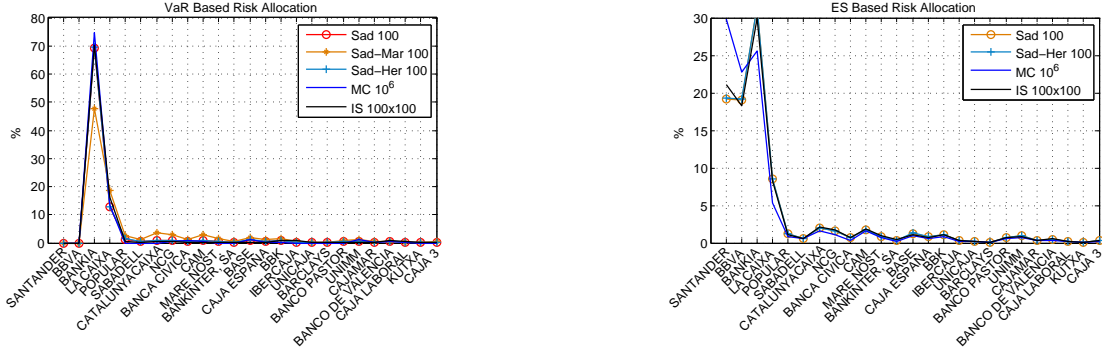 VaR Based Risk Allocation
80
70
60
50
40
30
20
10
0
%
Sad 100
Sad−Mar 100
Sad−Her 100
MC 10^6
IS 100x100
SANTANDER
BBVA
BANKIA
LA CAIXA
POPULAR
SABADELL
CATALUNYACAIXA
NCG
BANCA CIVICA
CAM
MARE NOST
BANKINTER, SA
BASE
CAJA ESPAÑA
BBK
IBERCAJA
UNICAJA
BARCLAYS
BANCO PASTOR
UNIMM
CAJAMAR
BANCO DE VALENCIA
CAJA LABORAL
KUTXA
CAJA 3
ES Based Risk Allocation
30
25
20
15
10
5
0
%
Sad 100
Sad−Her 100
MC 10^6
IS 100x100
SANTANDER
BBVA
BANKIA
LA CAIXA
POPULAR
SABADELL
CATALUNYACAIXA
NCG
BANCA CIVICA
CAM
MARE NOST
BANKINTER, SA
BASE
CAJA ESPAÑA
BBK
IBERCAJA
UNICAJA
BARCLAYS
BANCO PASTOR
UNIMM
CAJAMAR
BANCO DE VALENCIA
CAJA LABORAL
KUTXA
CAJA 3